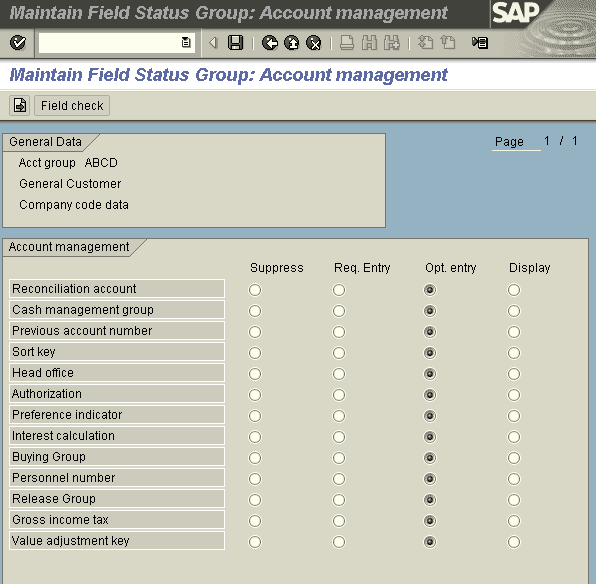 Maintain Field Status Group: Account management
SAP
Maintain Field Status Group: Account management
Field check
General Data
Page 1 / 1
Acct group ABCD
General Customer
Company code data
Account management
Suppress Req. Entry Opt. entry Display
Reconciliation account
Cash management group
Previous account number
Sort key
Head office
Authorization
Preference indicator
Interest calculation
Buying Group
Personnel number
Release Group
Gross income tax
Value adjustment key